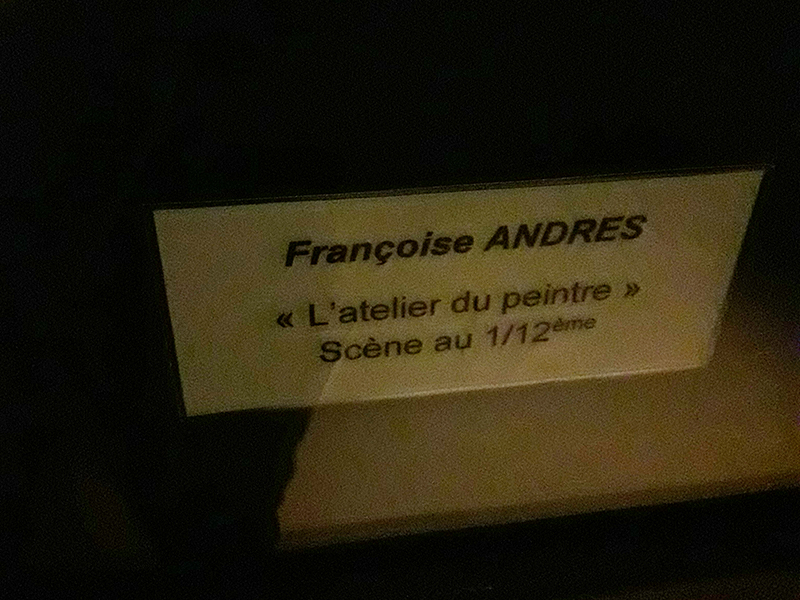 Françoise ANDRES
« L'atelier du peintre »
Scène au 1/12ème